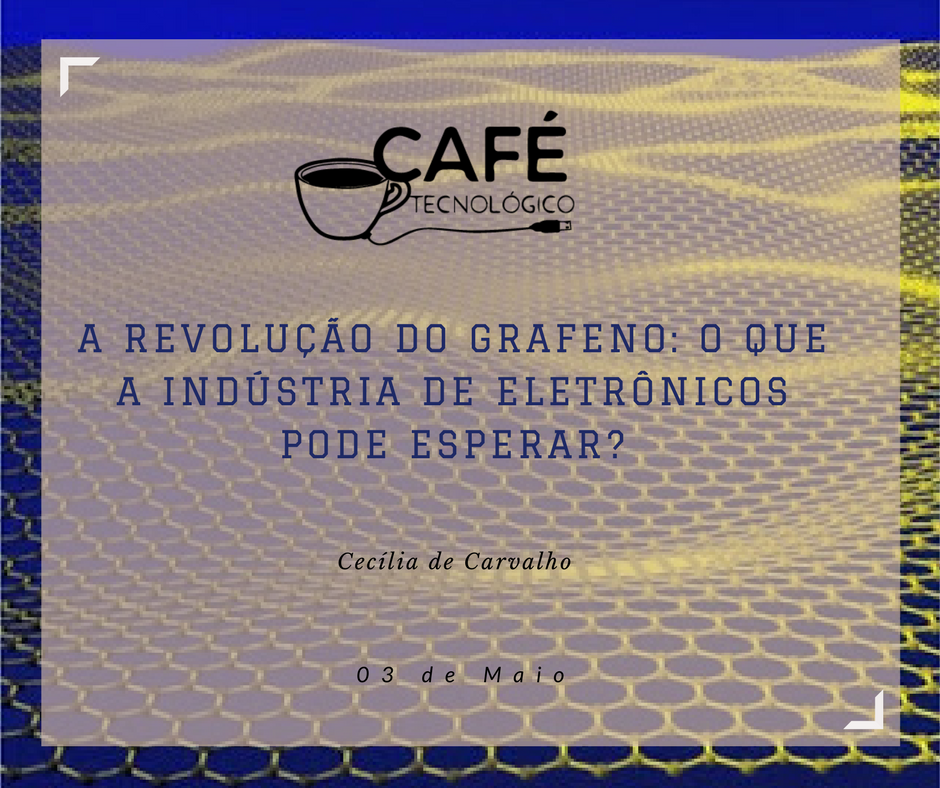 CAFÉ
TECNOLÓGICO
A REVOLUÇÃO DO GRAFENO: O QUE
A INDÚSTRIA DE ELETRÔNICOS
PODE ESPERAR?
Cecília de Carvalho
03 de Maio